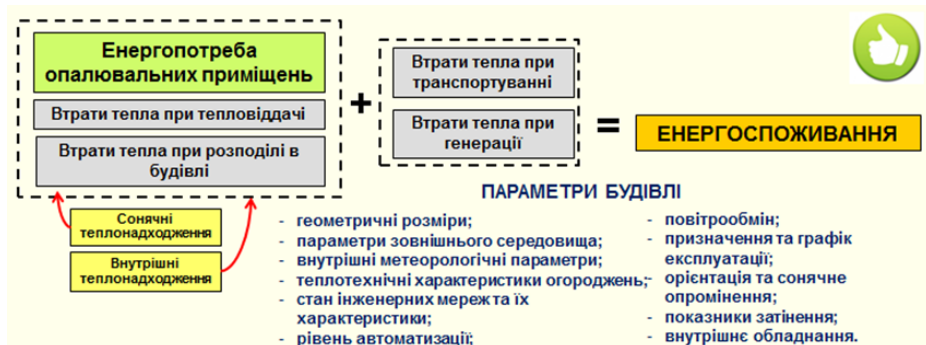 Енергопотреба
опалювальних приміщень
Втрати тепла при тепловіддачі
Втрати тепла при розподілі в
будівлі
+
Втрати тепла при
транспортуванні
Втрати тепла при
генерації
=
ЕНЕРГОСПОЖИВАННЯ
Сонячні
теплонадходження
Внутрішні
теплонадходження
ПАРАМЕТРИ БУДІВЛІ
- геометричні розміри;
- параметри зовнішнього середовища;
- внутрішні метеорологічні параметри;
- теплотехнічні характеристики огороджень;
- стан інженерних мереж та їх
характеристики;
- рівень автоматизації;
- повітрообмін;
- призначення та графік
експлуатації;
- орієнтація та сонячне
опромінення;
- показники затінення;
- внутрішнє обладнання.